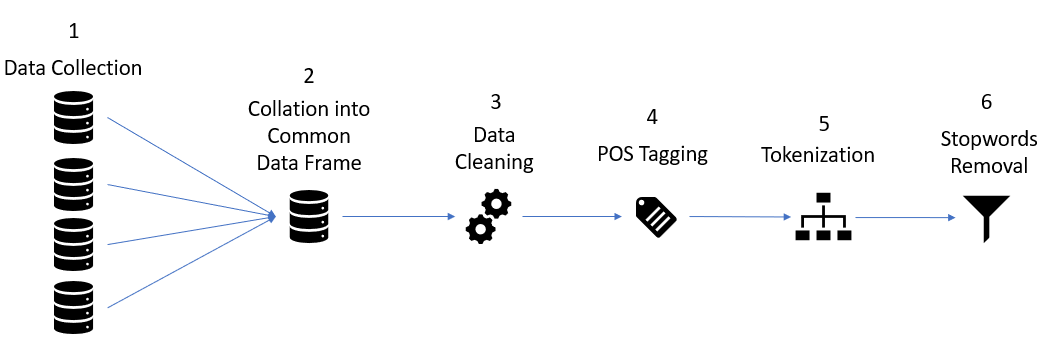 1
Data Collection
2
Collation into
Common
Data Frame
3
Data
Cleaning
4
POS Tagging
5
Tokenization
6
Stopwords
Removal